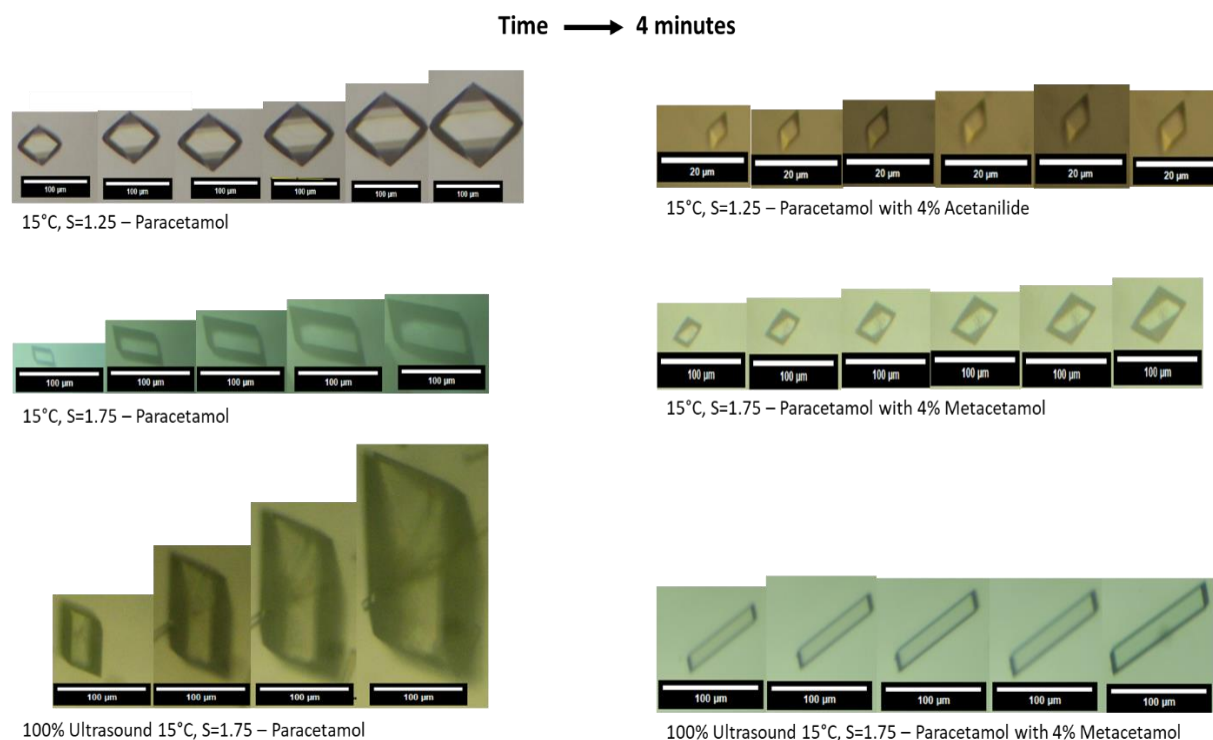 Time → 4 minutes
100 µm 100 µm 100 µm 100 µm 100 µm 100 µm
15°C, S=1.25 – Paracetamol
20 µm 20 µm 20 µm 20 µm 20 µm 20 µm
15°C, S=1.25 – Paracetamol with 4% Acetanilide
100 µm 100 µm 100 µm 100 µm 100 µm
15°C, S=1.75 – Paracetamol
100 µm 100 µm 100 µm 100 µm 100 µm 100 µm
15°C, S=1.75 – Paracetamol with 4% Metacetamol
100 µm 100 µm 100 µm 100 µm
100% Ultrasound 15°C, S=1.75 – Paracetamol
100 µm 100 µm 100 µm 100 µm 100 µm
100% Ultrasound 15°C, S=1.75 – Paracetamol with 4% Metacetamol